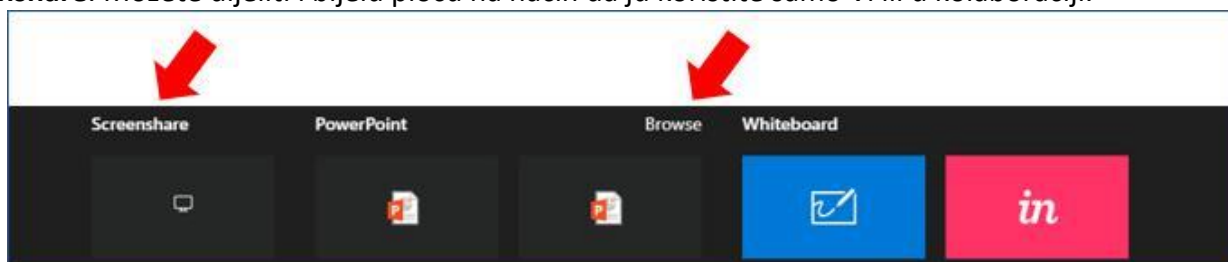 Možete dijeliti i bijelu ploču na način da ju koristite samo Vi ili u kolaboraciji.
Screenshare PowerPoint Browse Whiteboard
P P in